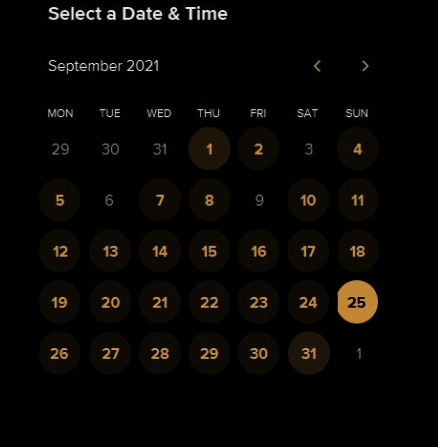 Select a Date & Time
September 2021
MON TUE WED THU FRI SAT SUN
29 30 31 1 2 3 4
5 6 7 8 9 10 11
12 13 14 15 16 17 18
19 20 21 22 23 24 25
26 27 28 29 30 31 1